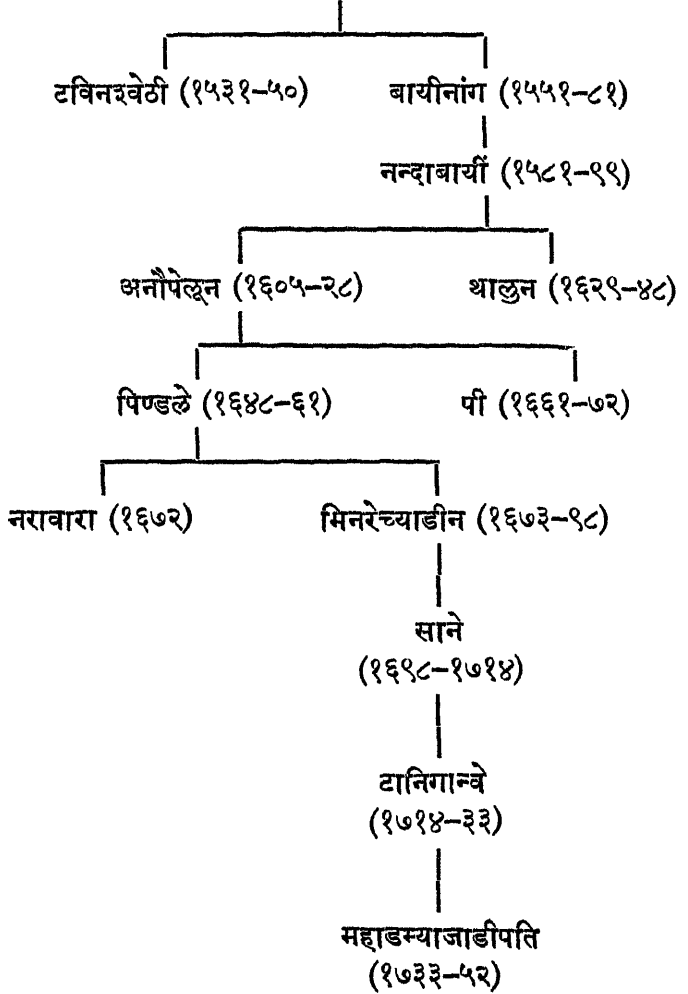 टविनश्वेठी (१५३१–५०) बायीनांग (१५५१–८१)
नन्दाबायीं (१५८१–९९)
अनौपेलून (१६०५–२८) थालुन (१६२९–४८)
पिण्डले (१६४८–६१) पी (१६६१–७२)
नरावारा (१६७२) मिनरेच्याडीन (१६७३–९८)
साने
(१६९८–१७१४)
टानिगान्वे
(१७१४–३३)
महाडम्याजाडीपति
(१७३३–५२)